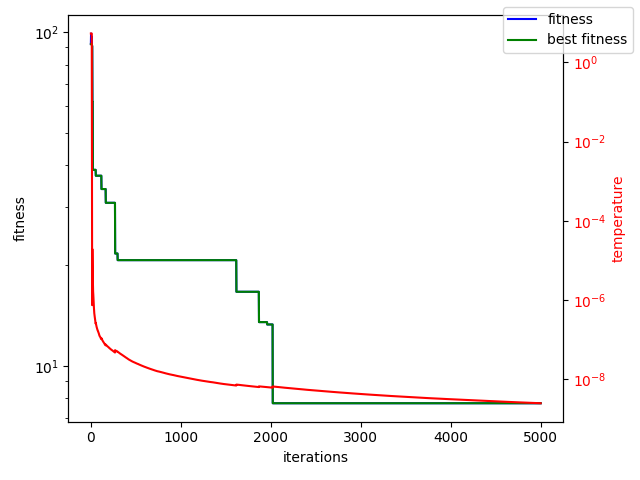 fitness
best fitness
10²
10¹
fitness
10⁰
10⁻²
10⁻⁴
10⁻⁶
10⁻⁸
temperature
0
1000
2000
3000
4000
5000
iterations